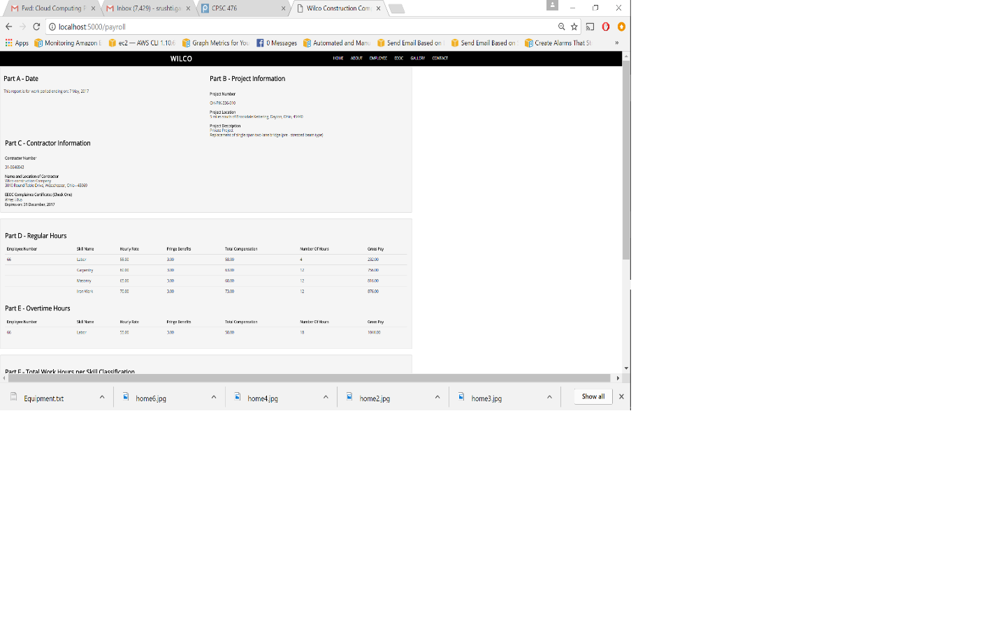 Fwd: Cloud Computing P
Inbox (7,429) - srushti.ga
CPSC 476
Wilco Construction Com
localhost:5000/payroll
Apps
Monitoring Amazon E
ec2 — AWS CLI 1.10.6
Graph Metrics for You
0 Messages
Automated and Manu
Send Email Based on
Send Email Based on
Create Alarms That St
»
WILCO
HOME ABOUT EMPLOYEE EEOC GALLERY CONTACT
Part A - Date
This report is for work period ending on: 7 May, 2017
Part B - Project Information
Project Number
OH-PIK-336-010
Project Location
5 miles south of Brookdale Kettering, Dayton, Ohio, 45440
Project Description
Private Project
Replacement of single span two lane bridge (pre - stressed beam type)
Part C - Contractor Information
Contractor Number
31-0646843
Name and Location of Contractor
Wilco construction Company
3010 Round Table Drive, Westchester, Ohio - 45069
EEOC Complaince Certificate: (Check One)
Yes No
Expires on: 31 December, 2017
Part D - Regular Hours
Employee Number Skill Name Hourly Rate Fringe Benefits Total Compensation Number Of Hours Gross Pay
66 Labor 55.00 3.00 58.00 4 232.00
Carpentry 60.00 3.00 63.00 12 756.00
Masonry 65.00 3.00 68.00 12 816.00
Iron Work 70.00 3.00 73.00 12 876.00
Part E - Overtime Hours
Employee Number Skill Name Hourly Rate Fringe Benefits Total Compensation Number Of Hours Gross Pay
66 Labor 55.00 3.00 58.00 18 1044.00
Part F - Total Work Hours per Skill Classification
Equipment.txt
home6.jpg
home4.jpg
home2.jpg
home3.jpg
Show all